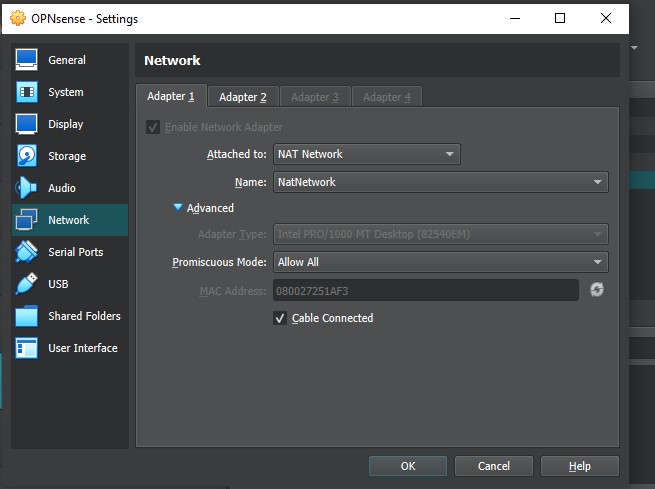 OPNsense - Settings
General
System
Display
Storage
Audio
Network
Serial Ports
USB
Shared Folders
User Interface
Network
Adapter 1 Adapter 2 Adapter 3 Adapter 4
Enable Network Adapter
Attached to: NAT Network
Name: NatNetwork
Advanced
Adapter Type: Intel PRO/1000 MT Desktop (82540EM)
Promiscuous Mode: Allow All
MAC Address: 080027251AF3
Cable Connected
OK Cancel Help